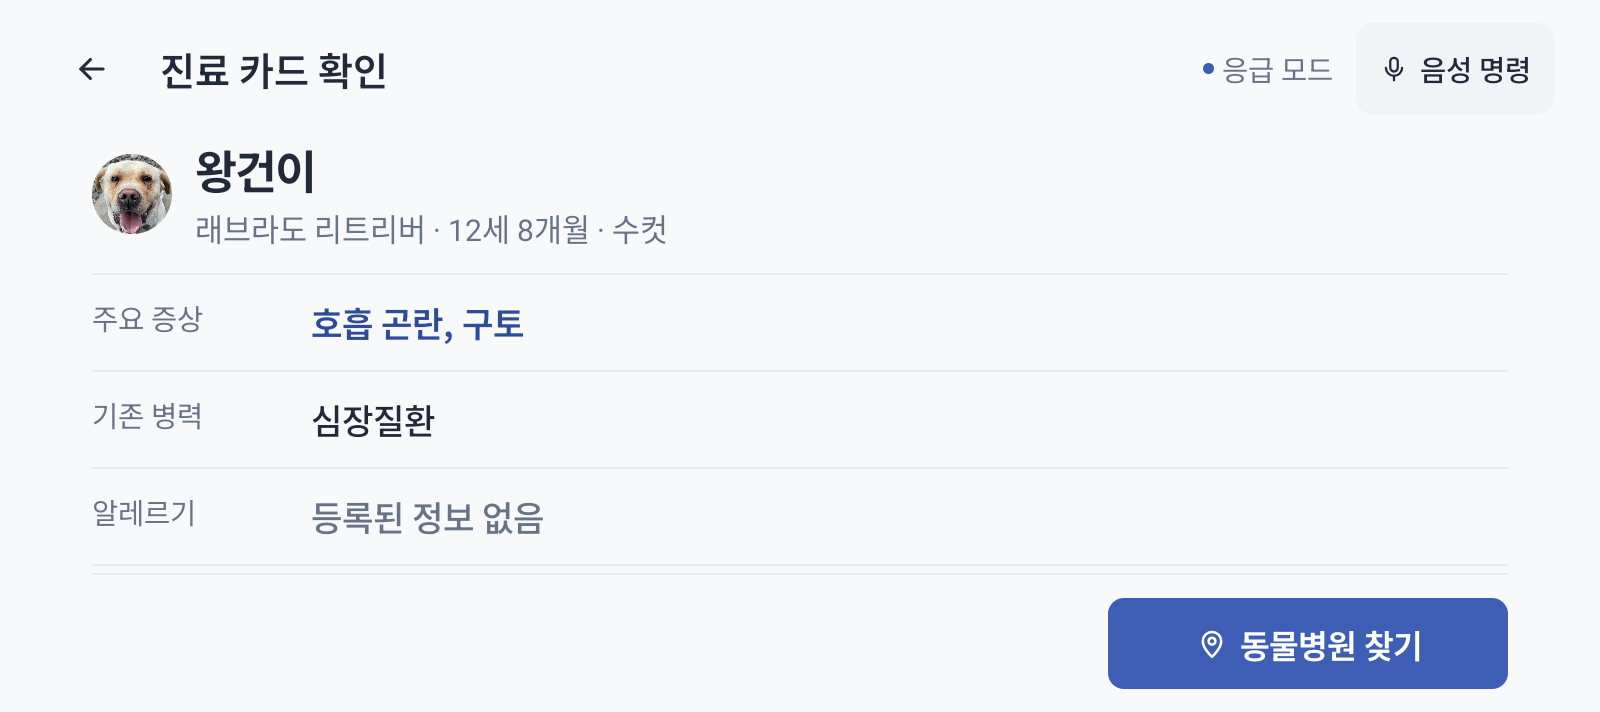 진료 카드 확인
응급 모드
음성 명령
왕건이
래브라도 리트리버 · 12세 8개월 · 수컷
주요 증상 호흡 곤란, 구토
기존 병력 심장질환
알레르기 등록된 정보 없음
동물병원 찾기